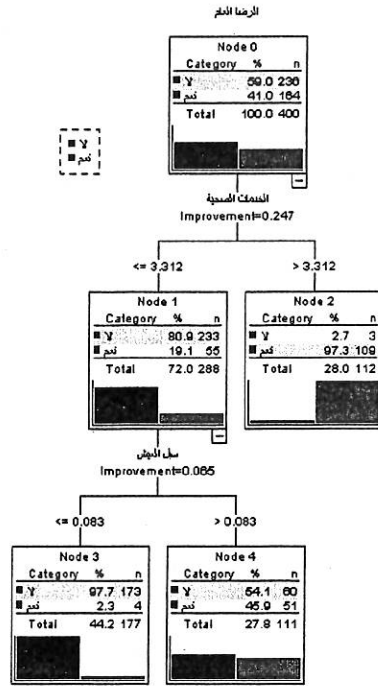 الرضا العام
Node 0
Category % n
لا 59.0 236
نعم 41.0 164
Total 100.0 400
لا
نعم
الخدمات الصحية
Improvement=0.247
<= 3.312
> 3.312
Node 1
Category % n
لا 80.9 233
نعم 19.1 55
Total 72.0 288
Node 2
Category % n
لا 2.7 3
نعم 97.3 109
Total 28.0 112
سبل العيش
Improvement=0.065
<= 0.083
> 0.083
Node 3
Category % n
لا 97.7 173
نعم 2.3 4
Total 44.2 177
Node 4
Category % n
لا 54.1 60
نعم 45.9 51
Total 27.8 111